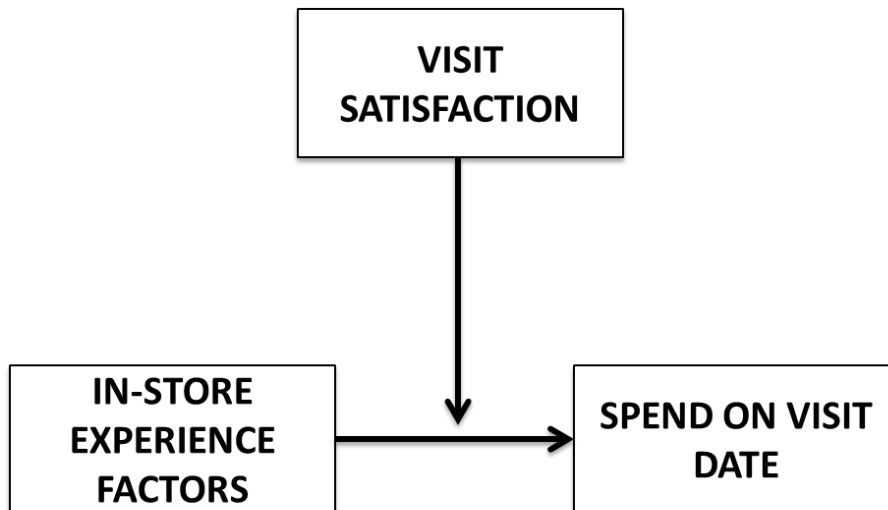 VISIT
SATISFACTION
IN-STORE
EXPERIENCE
FACTORS
SPEND ON VISIT
DATE